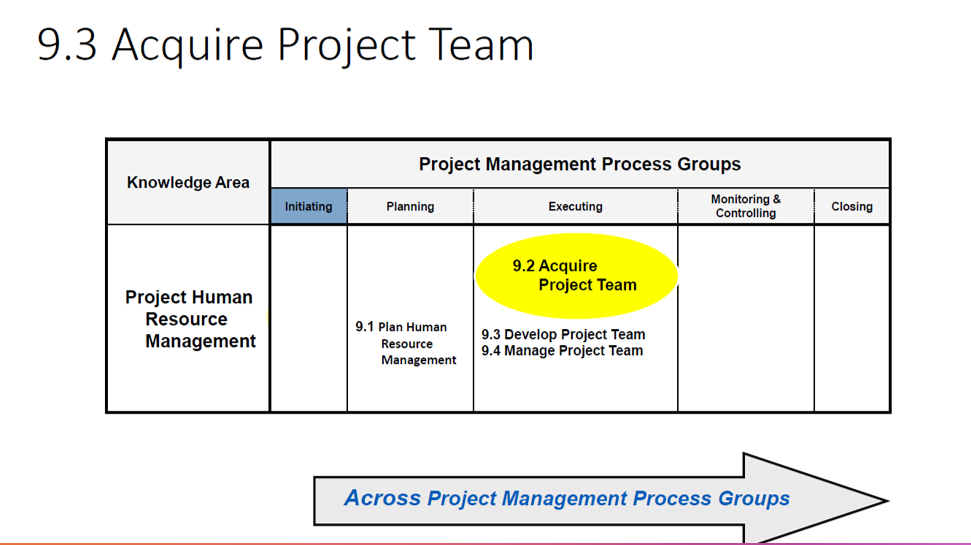 9.3 Acquire Project Team
Project Management Process Groups
Knowledge Area
Initiating
Planning
Executing
Monitoring &
Controlling
Closing
Project Human
Resource
Management
9.1 Plan Human
Resource
Management
9.2 Acquire
Project Team
9.3 Develop Project Team
9.4 Manage Project Team
Across Project Management Process Groups